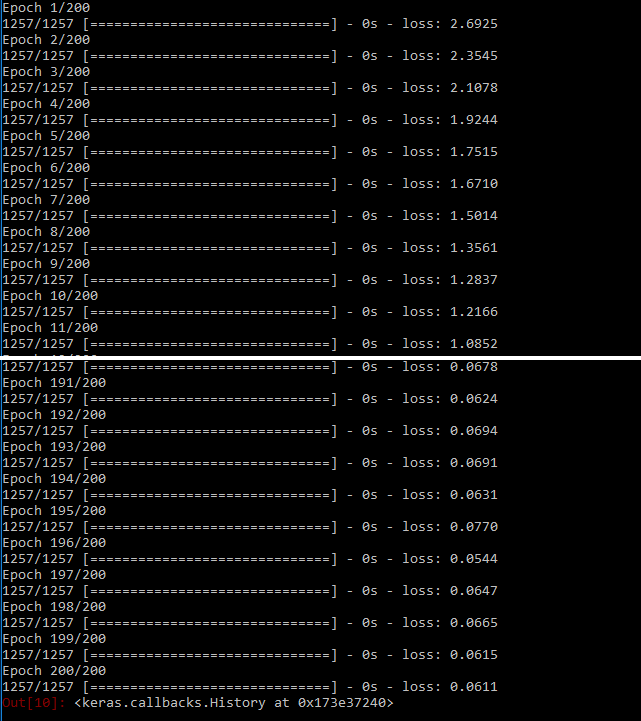 Epoch 1/200
1257/1257 [==============================] - 0s - loss: 2.6925
Epoch 2/200
1257/1257 [==============================] - 0s - loss: 2.3545
Epoch 3/200
1257/1257 [==============================] - 0s - loss: 2.1078
Epoch 4/200
1257/1257 [==============================] - 0s - loss: 1.9244
Epoch 5/200
1257/1257 [==============================] - 0s - loss: 1.7515
Epoch 6/200
1257/1257 [==============================] - 0s - loss: 1.6710
Epoch 7/200
1257/1257 [==============================] - 0s - loss: 1.5014
Epoch 8/200
1257/1257 [==============================] - 0s - loss: 1.3561
Epoch 9/200
1257/1257 [==============================] - 0s - loss: 1.2837
Epoch 10/200
1257/1257 [==============================] - 0s - loss: 1.2166
Epoch 11/200
1257/1257 [==============================] - 0s - loss: 1.0852
1257/1257 [==============================] - 0s - loss: 0.0678
Epoch 191/200
1257/1257 [==============================] - 0s - loss: 0.0624
Epoch 192/200
1257/1257 [==============================] - 0s - loss: 0.0694
Epoch 193/200
1257/1257 [==============================] - 0s - loss: 0.0691
Epoch 194/200
1257/1257 [==============================] - 0s - loss: 0.0631
Epoch 195/200
1257/1257 [==============================] - 0s - loss: 0.0770
Epoch 196/200
1257/1257 [==============================] - 0s - loss: 0.0544
Epoch 197/200
1257/1257 [==============================] - 0s - loss: 0.0647
Epoch 198/200
1257/1257 [==============================] - 0s - loss: 0.0665
Epoch 199/200
1257/1257 [==============================] - 0s - loss: 0.0615
Epoch 200/200
1257/1257 [==============================] - 0s - loss: 0.0611
Out[10]: <keras.callbacks.History at 0x173e37240>